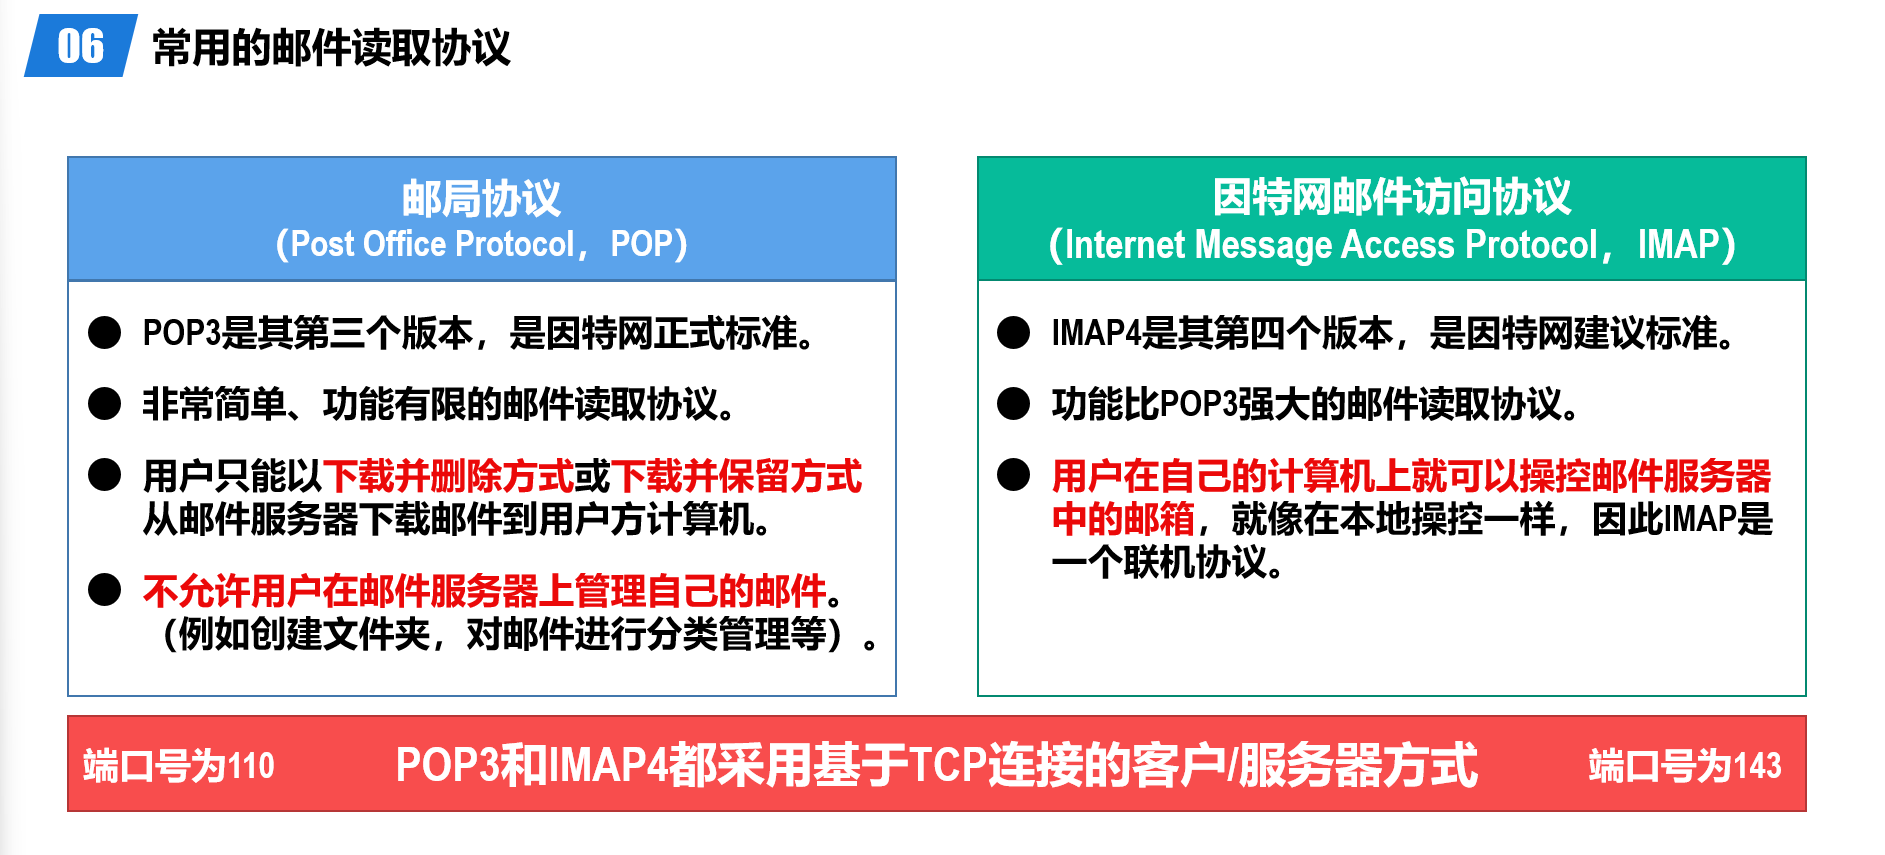 06 常用的邮件读取协议
邮局协议
（Post Office Protocol，POP）
POP3是其第三个版本，是因特网正式标准。
非常简单、功能有限的邮件读取协议。
用户只能以下载并删除方式或下载并保留方式
从邮件服务器下载邮件到用户方计算机。
不允许用户在邮件服务器上管理自己的邮件。
（例如创建文件夹，对邮件进行分类管理等）。
因特网邮件访问协议
（Internet Message Access Protocol，IMAP）
IMAP4是其第四个版本，是因特网建议标准。
功能比POP3强大的邮件读取协议。
用户在自己的计算机上就可以操控邮件服务器
中的邮箱，就像在本地操控一样，因此IMAP是
一个联机协议。
端口号为110 POP3和IMAP4都采用基于TCP连接的客户/服务器方式 端口号为143